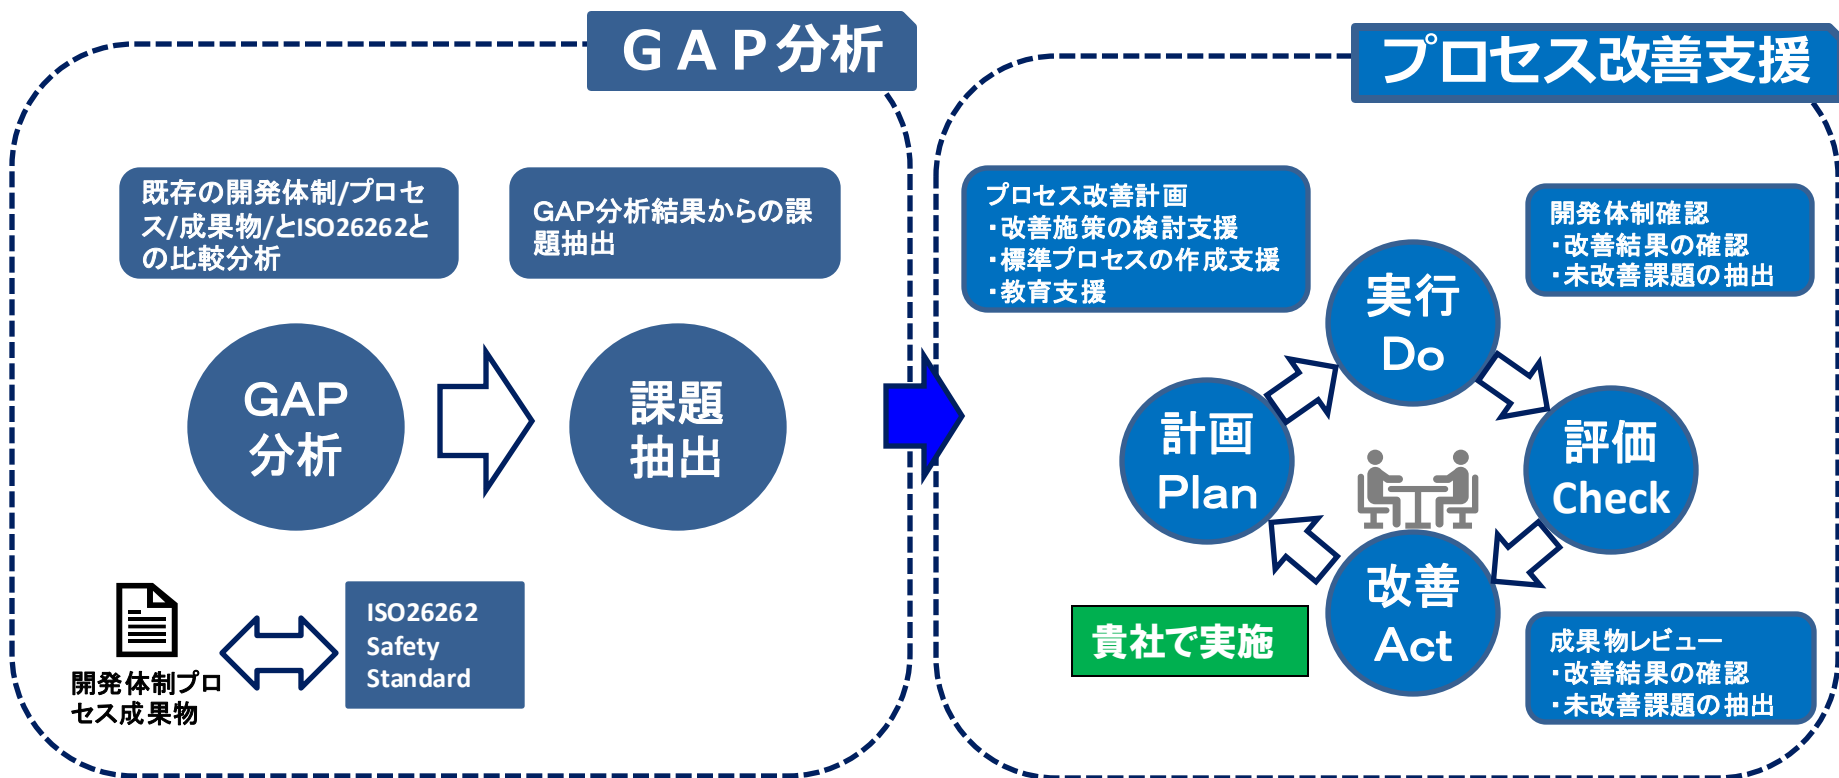 GAP分析
既存の開発体制/プロセ
ス/成果物/とISO26262と
の比較分析
GAP分析結果からの課
題抽出
GAP
分析
課題
抽出
開発体制プロ
セス成果物
ISO26262
Safety
Standard
プロセス改善支援
プロセス改善計画
・改善施策の検討支援
・標準プロセスの作成支援
・教育支援
開発体制確認
・改善結果の確認
・未改善課題の抽出
実行
Do
計画
Plan
評価
Check
改善
Act
貴社で実施
成果物レビュー
・改善結果の確認
・未改善課題の抽出